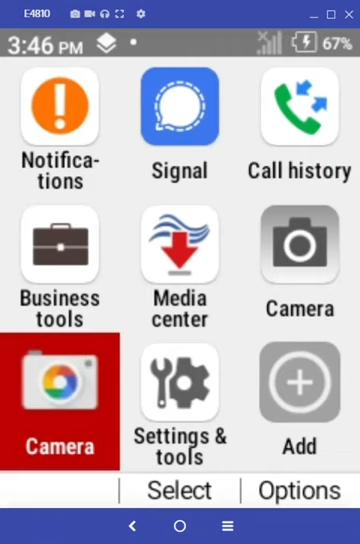 E4810
3:46 PM 67%
Notifica-
tions
Signal
Call history
Business
tools
Media
center
Camera
Camera
Settings &
tools
Add
Select Options